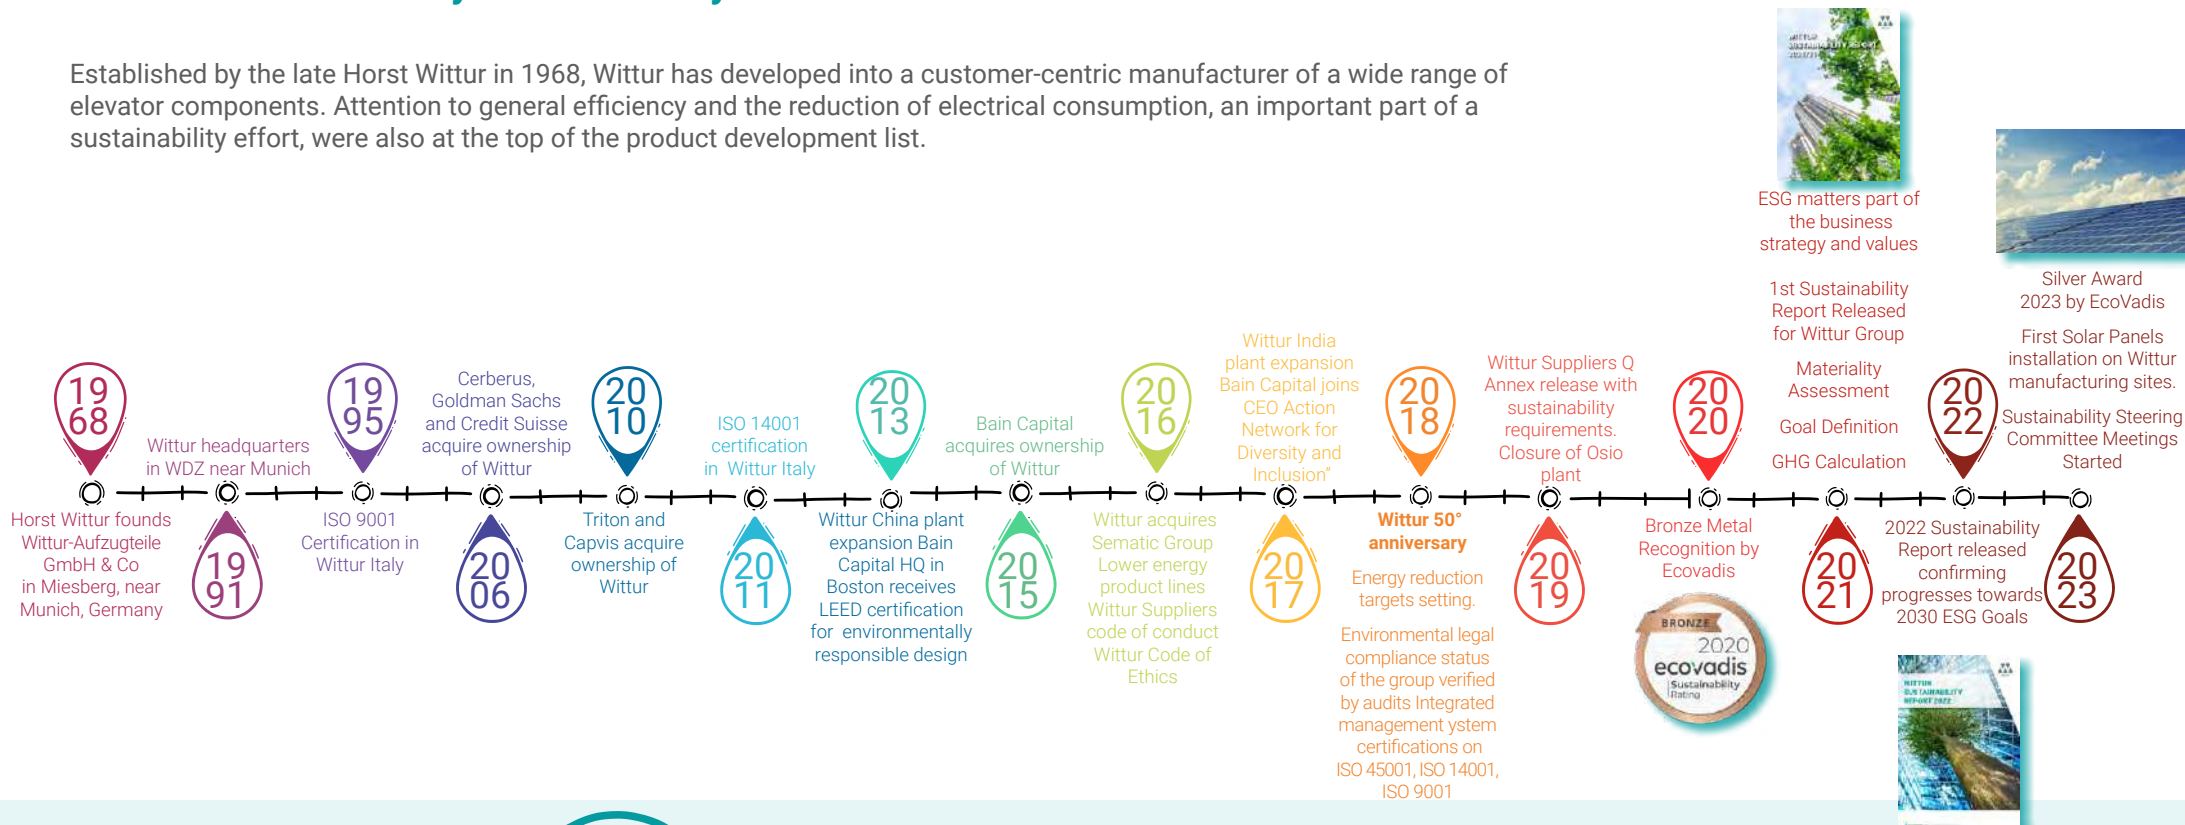 Established by the late Horst Wittur in 1968, Wittur has developed into a customer-centric manufacturer of a wide range of
elevator components. Attention to general efficiency and the reduction of electrical consumption, an important part of a
sustainability effort, were also at the top of the product development list.
19
68
Horst Wittur founds
Wittur-Aufzugteile
GmbH & Co
in Miesberg, near
Munich, Germany
Wittur headquarters
in WDZ near Munich
19
91
19
95
ISO 9001
Certification in
Wittur Italy
Cerberus,
Goldman Sachs
and Credit Suisse
acquire ownership
of Wittur
20
06
20
10
Triton and
Capvis acquire
ownership of
Wittur
ISO 14001
certification
in Wittur Italy
20
11
20
13
Wittur China plant
expansion Bain
Capital HQ in
Boston receives
LEED certification
for environmentally
responsible design
Bain Capital
acquires ownership
of Wittur
20
15
20
16
Wittur acquires
Sematic Group
Lower energy
product lines
Wittur Suppliers
code of conduct
Wittur Code of
Ethics
Wittur India
plant expansion
Bain Capital joins
CEO Action
Network for
Diversity and
Inclusion"
20
17
20
18
Wittur 50°
anniversary
Energy reduction
targets setting.
Environmental legal
compliance status
of the group verified
by audits Integrated
management ystem
certifications on
ISO 45001, ISO 14001,
ISO 9001
Wittur Suppliers Q
Annex release with
sustainability
requirements.
Closure of Osio
plant
20
19
20
20
Bronze Metal
Recognition by
Ecovadis
BRONZE
2020
ecovadis
Sustainability
Rating
WITTUR
SUSTAINABILITY REPORT
ESG matters part of
the business
strategy and values
1st Sustainability
Report Released
for Wittur Group
Materiality
Assessment
Goal Definition
GHG Calculation
20
21
20
22
2022 Sustainability
Report released
confirming
progresses towards
2030 ESG Goals
WITTUR
SUSTAINABILITY
REPORT 2022
Silver Award
2023 by EcoVadis
First Solar Panels
installation on Wittur
manufacturing sites.
Sustainability Steering
Committee Meetings
Started
20
23